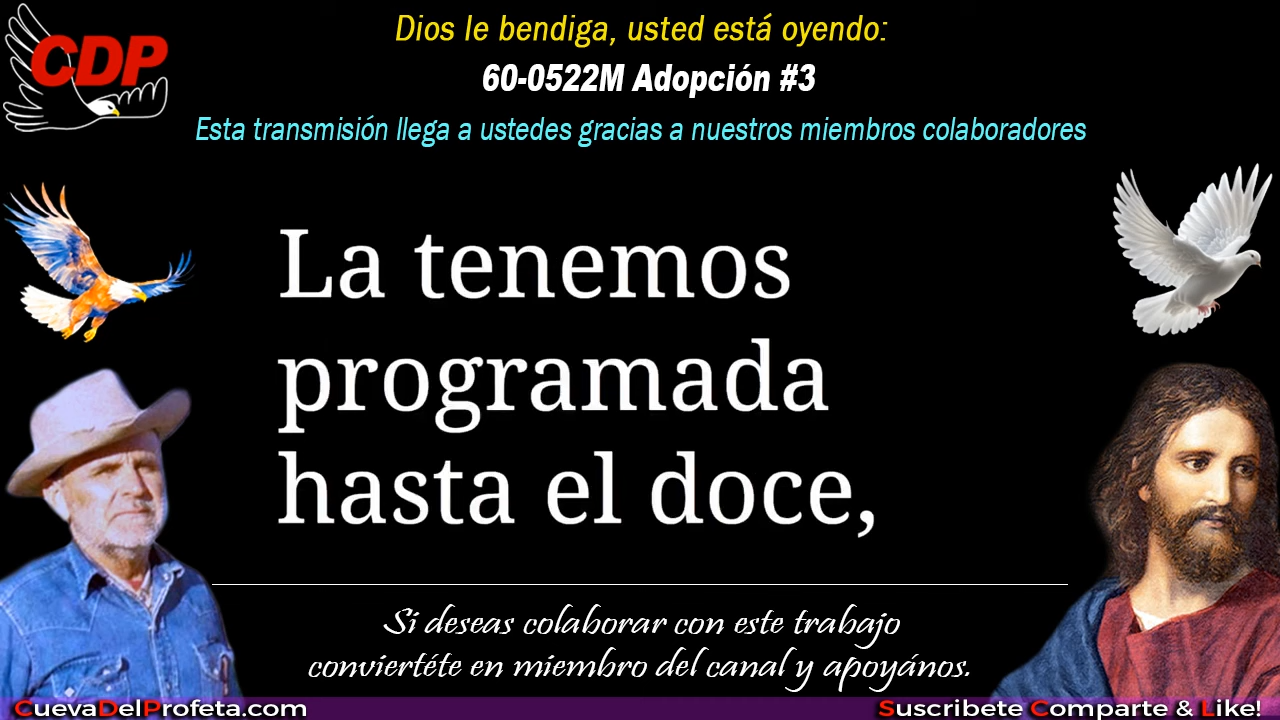 CDP
Dios le bendiga, usted está oyendo:
60-0522M Adopción #3
Esta transmisión llega a ustedes gracias a nuestros miembros colaboradores
La tenemos
programada
hasta el doce,
Si deseas colaborar con este trabajo
conviertéte en miembro del canal y apoyános.
CuevaDelProfeta.com
Suscribete Comparte & Like!